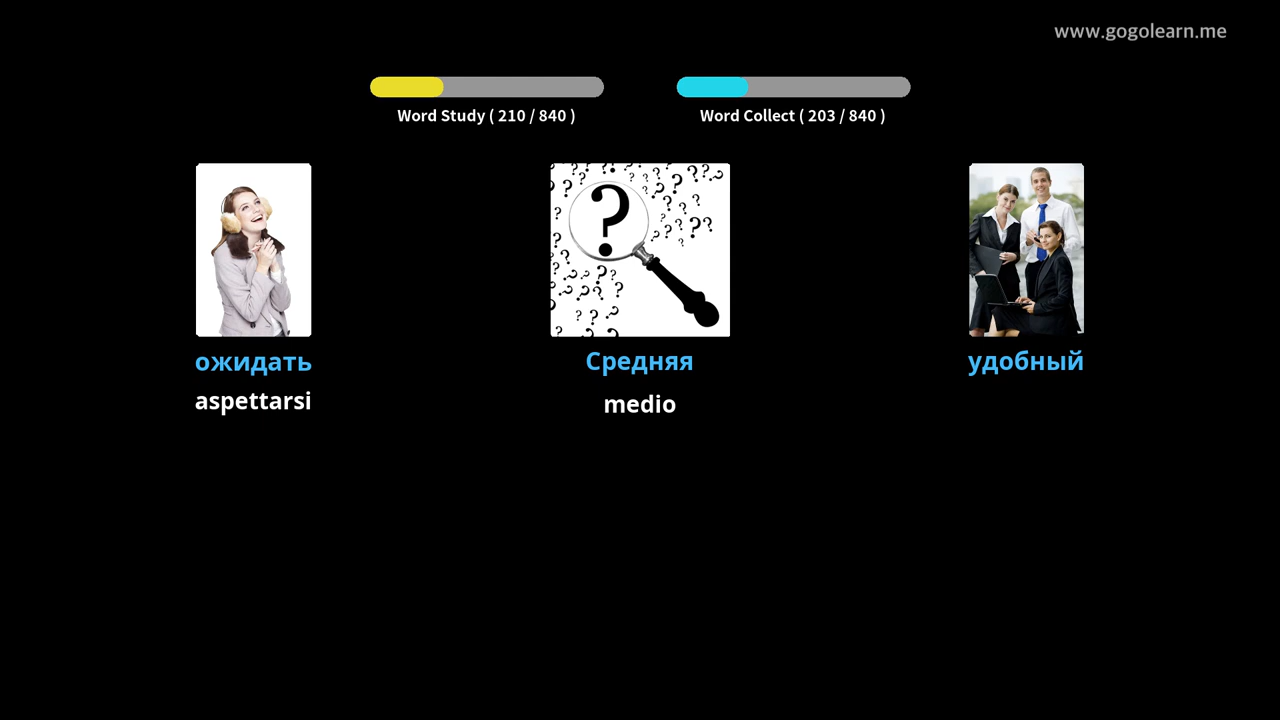 www.gogolearn.me
Word Study ( 210 / 840 )
Word Collect ( 203 / 840 )
ожидать
Средняя
удобный
aspettarsi
medio